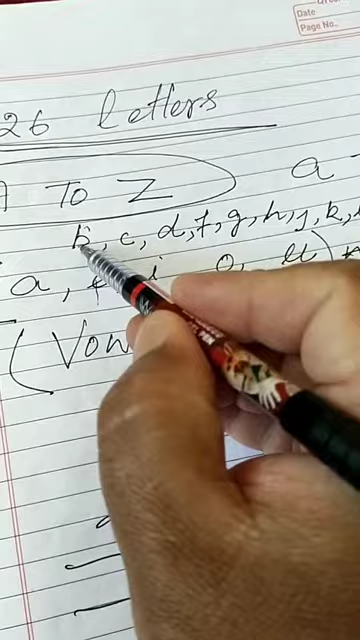 Date
Page No.
26 letters
A To Z
a
b, c, d, f, g, h, j, k, l
a, e, i, o, u)
(Vow